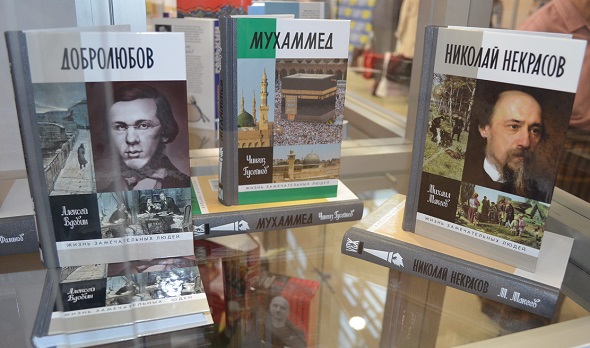 ДОБРОЛЮБОВ
Алексей
Вдовин
ЖИЗНЬ ЗАМЕЧАТЕЛЬНЫХ ЛЮДЕЙ
МУХАММЕД
Чингиз
Гусейнов
ЖИЗНЬ ЗАМЕЧАТЕЛЬНЫХ ЛЮДЕЙ
МУХАММЕД Чингиз Гусейнов
НИКОЛАЙ НЕКРАСОВ
Михаил
Макеев
ЖИЗНЬ ЗАМЕЧАТЕЛЬНЫХ ЛЮДЕЙ
НИКОЛАЙ НЕКРАСОВ М. Макеев
Алексей
Вдовин
ЖИЗНЬ ЗАМЕЧАТЕЛЬНЫХ ЛЮДЕЙ